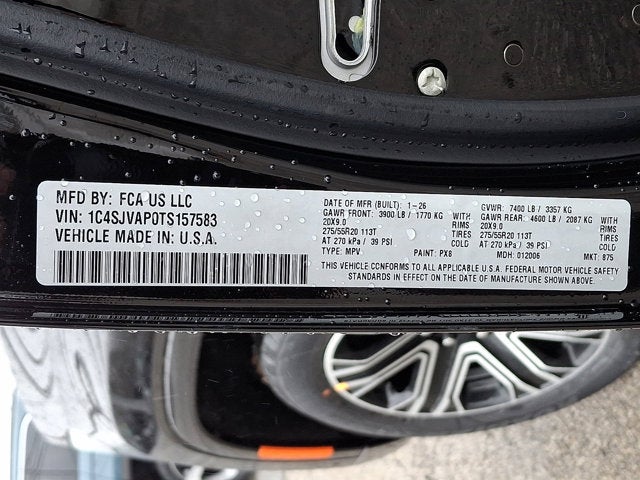 MFD BY: FCA US LLC
VIN: 1C4SJVAP0TS157583
VEHICLE MADE IN: U.S.A.
DATE OF MFR (BUILT): 1-26
GAWR FRONT: 3900 LB / 1770 KG WITH
20X9.0 RIMS
275/55R20 113T TIRES
AT 270 kPa / 39 PSI COLD
TYPE: MPV PAINT: PX8
GVWR: 7400 LB / 3357 KG
GAWR REAR: 4600 LB / 2087 KG WITH
20X9.0 RIMS
275/55R20 113T TIRES
AT 270 kPa / 39 PSI COLD
MDH: 012006 MKT: 875
THIS VEHICLE CONFORMS TO ALL APPLICABLE U.S.A. FEDERAL MOTOR VEHICLE SAFETY
STANDARDS IN EFFECT ON THE DATE OF MANUFACTURE SHOWN ABOVE.